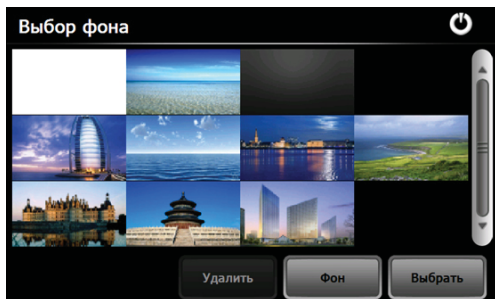 Выбор фона
Удалить
Фон
Выбрать